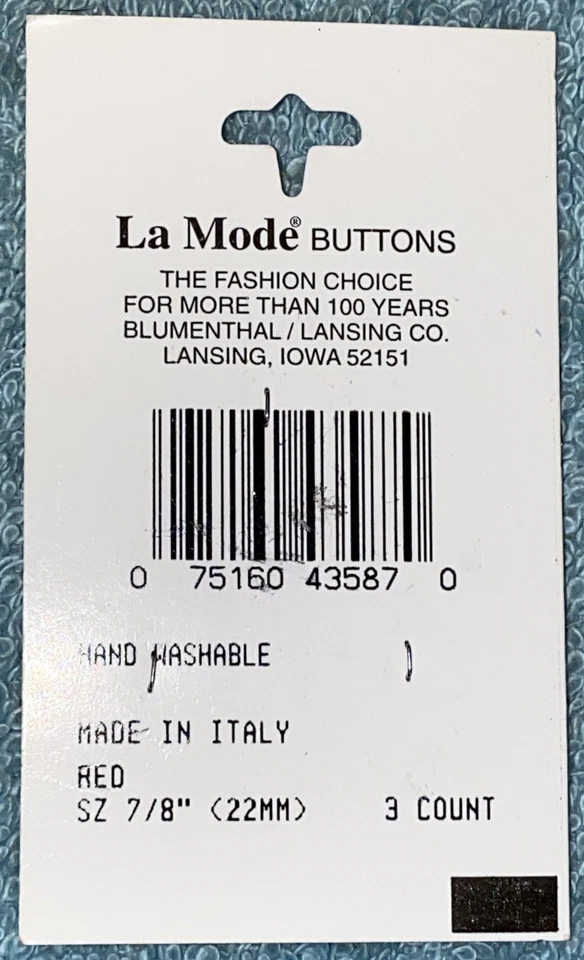 La Mode® BUTTONS
THE FASHION CHOICE
FOR MORE THAN 100 YEARS
BLUMENTHAL / LANSING CO.
LANSING, IOWA 52151
0 75160 43587 0
HAND WASHABLE
MADE IN ITALY
RED
SZ 7/8" (22MM) 3 COUNT